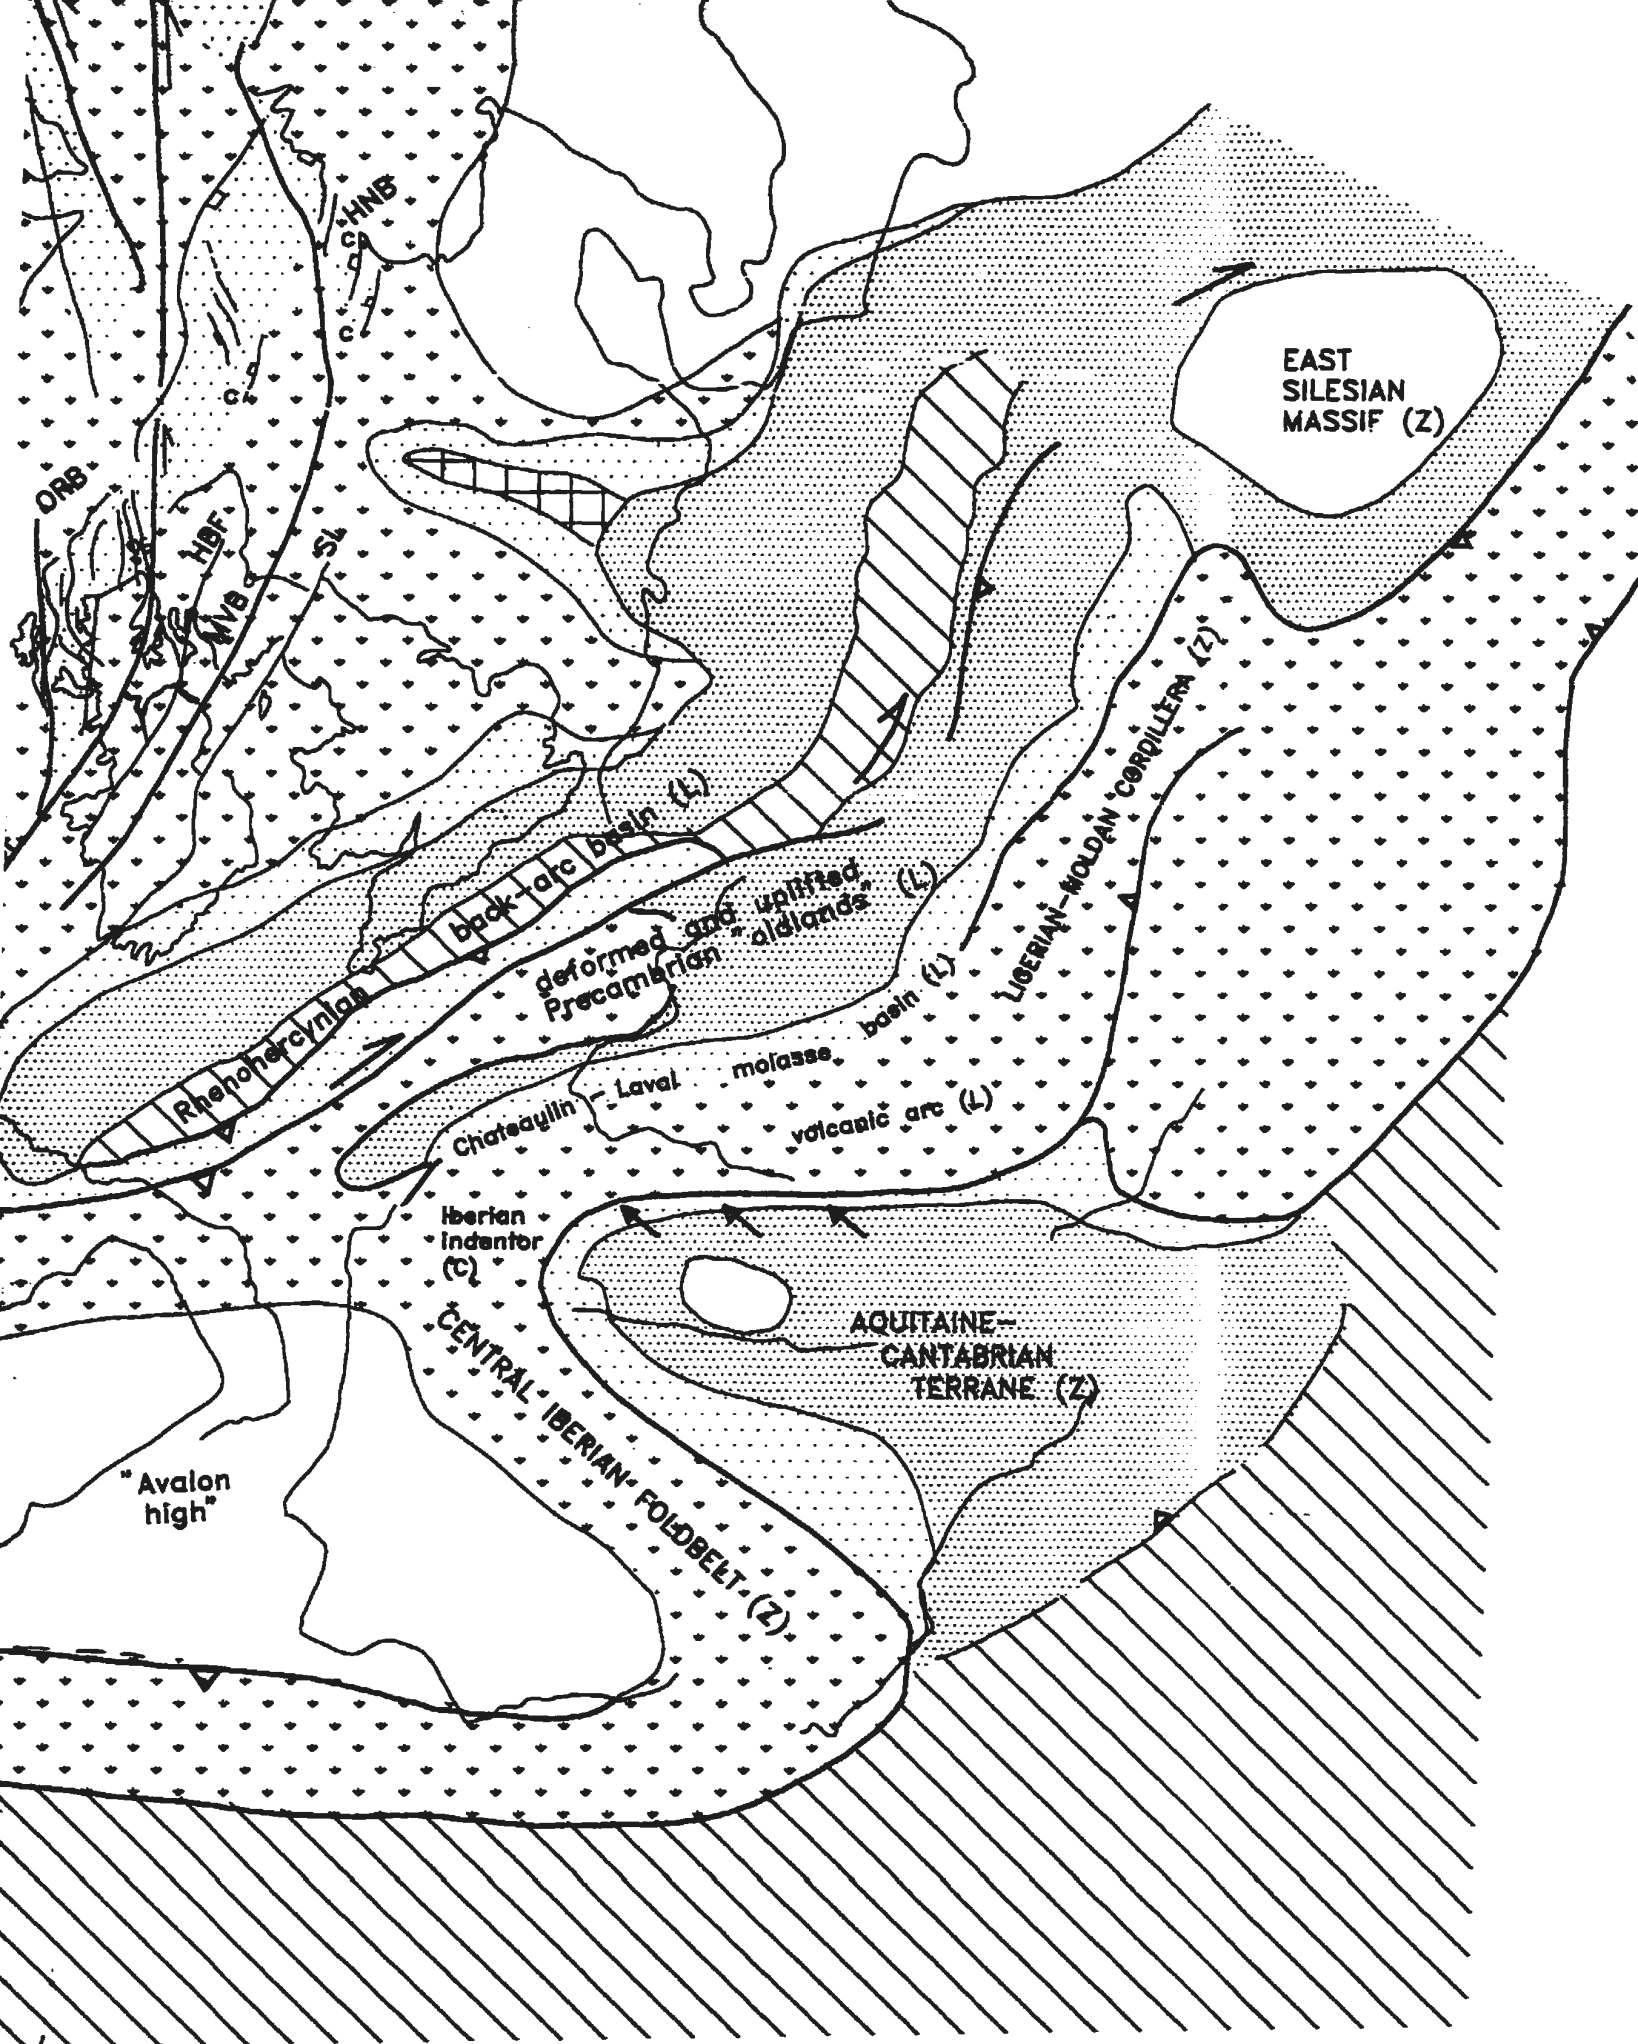 HNB
C
C
C
EAST
SILESIAN
MASSIF (Z)
ORB
HBF
SL
MVB
LIGERIAN-MOLDAN CORDILLERA (Z)
Rhenohercynian back-arc basin (L)
deformed and uplifted
Precambrian "oldlands" (L)
Chateaulin - Laval molasse basin (L)
volcanic arc (L)
Iberian
indentor
(C)
CENTRAL IBERIAN FOLDBELT (Z)
AQUITAINE-
CANTABRIAN
TERRANE (Z)
"Avalon
high"